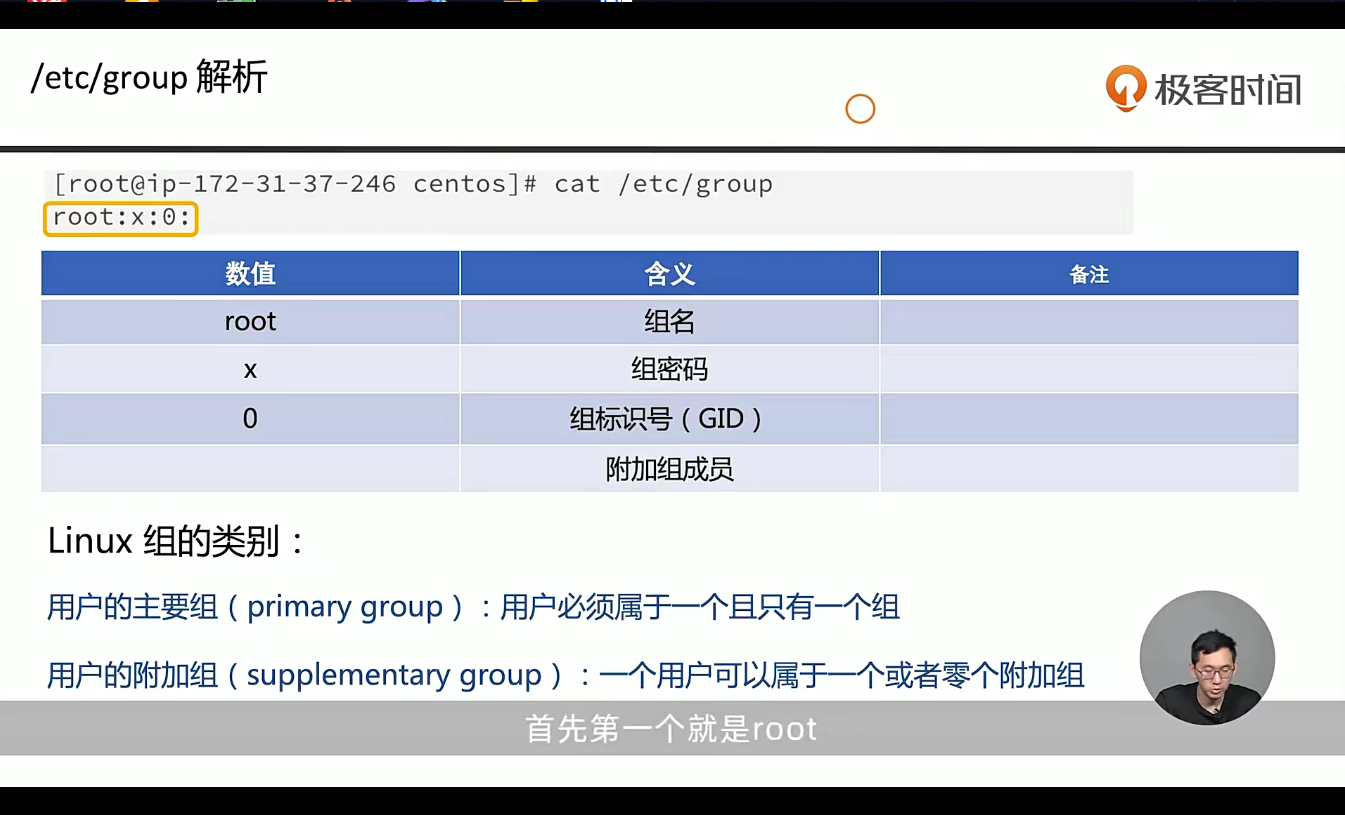 /etc/group 解析
极客时间
[root@ip-172-31-37-246 centos]# cat /etc/group
root:x:0:
数值 含义 备注
root 组名
x 组密码
0 组标识号（GID）
附加组成员
Linux 组的类别：
用户的主要组（primary group）：用户必须属于一个且只有一个组
用户的附加组（supplementary group）：一个用户可以属于一个或者零个附加组
首先第一个就是root